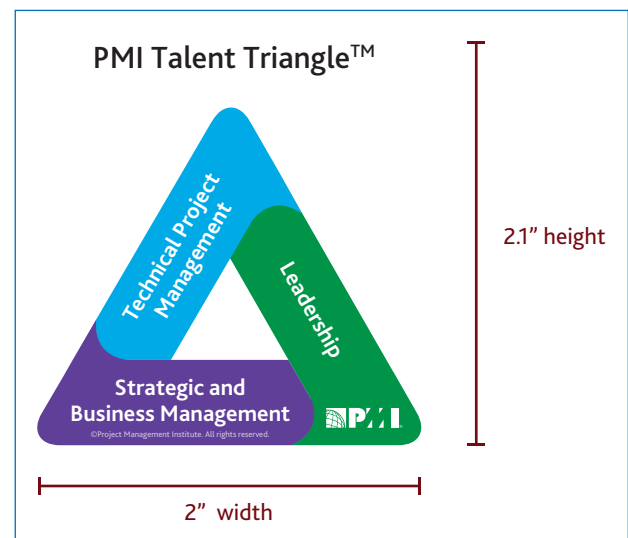 PMI Talent Triangle™
Technical Project
Management
Leadership
2.1” height
Strategic and
Business Management
©Project Management Institute. All rights reserved.
PMI
2” width